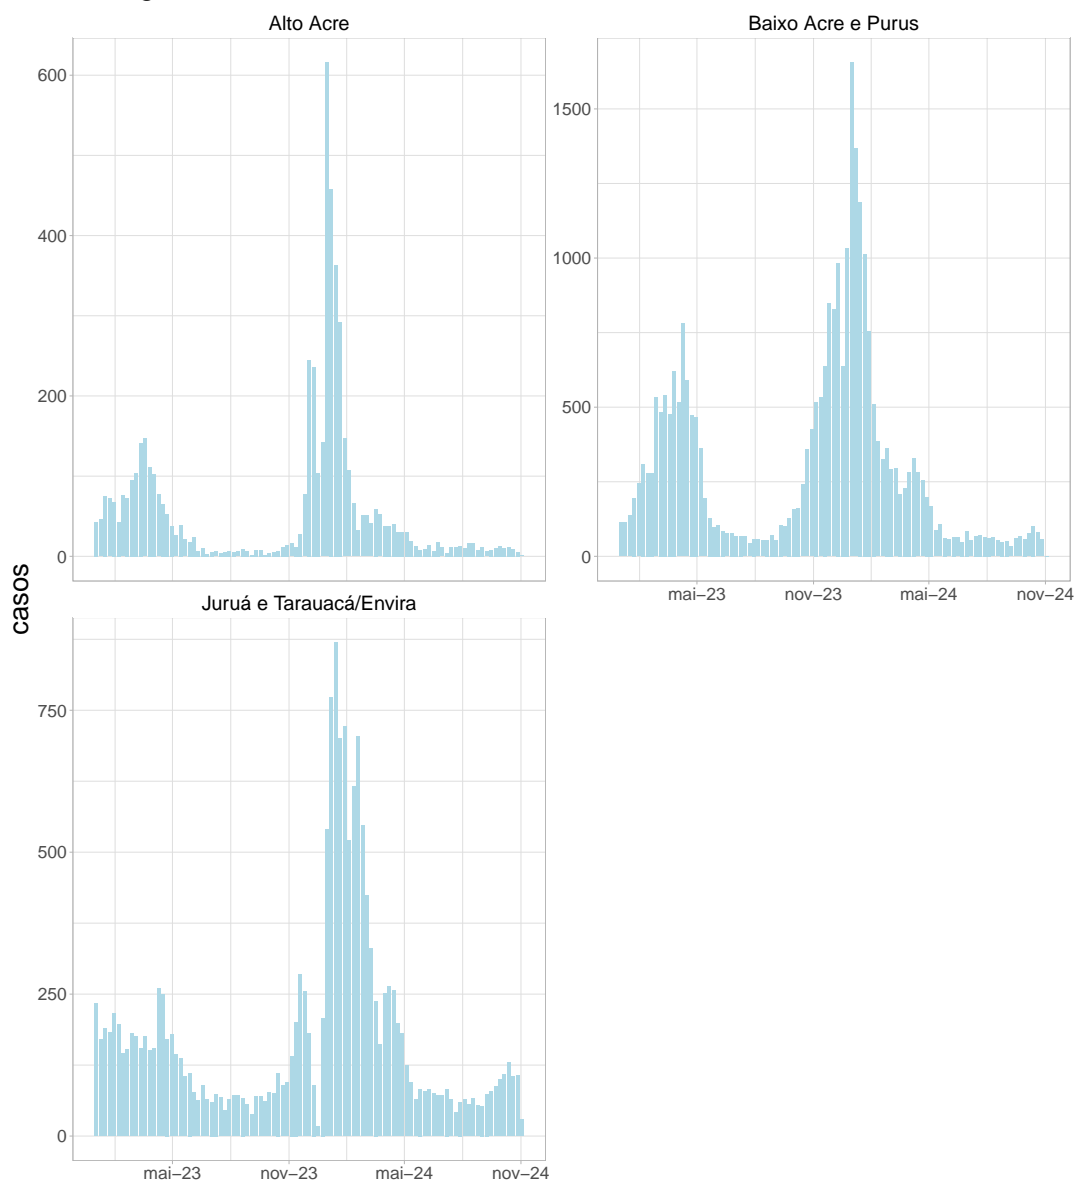 Alto Acre
Baixo Acre e Purus
600
400
200
0
1500
1000
500
0
mai–23
nov–23
mai–24
nov–24
casos
Juruá e Tarauacá/Envira
750
500
250
0
mai–23
nov–23
mai–24
nov–24